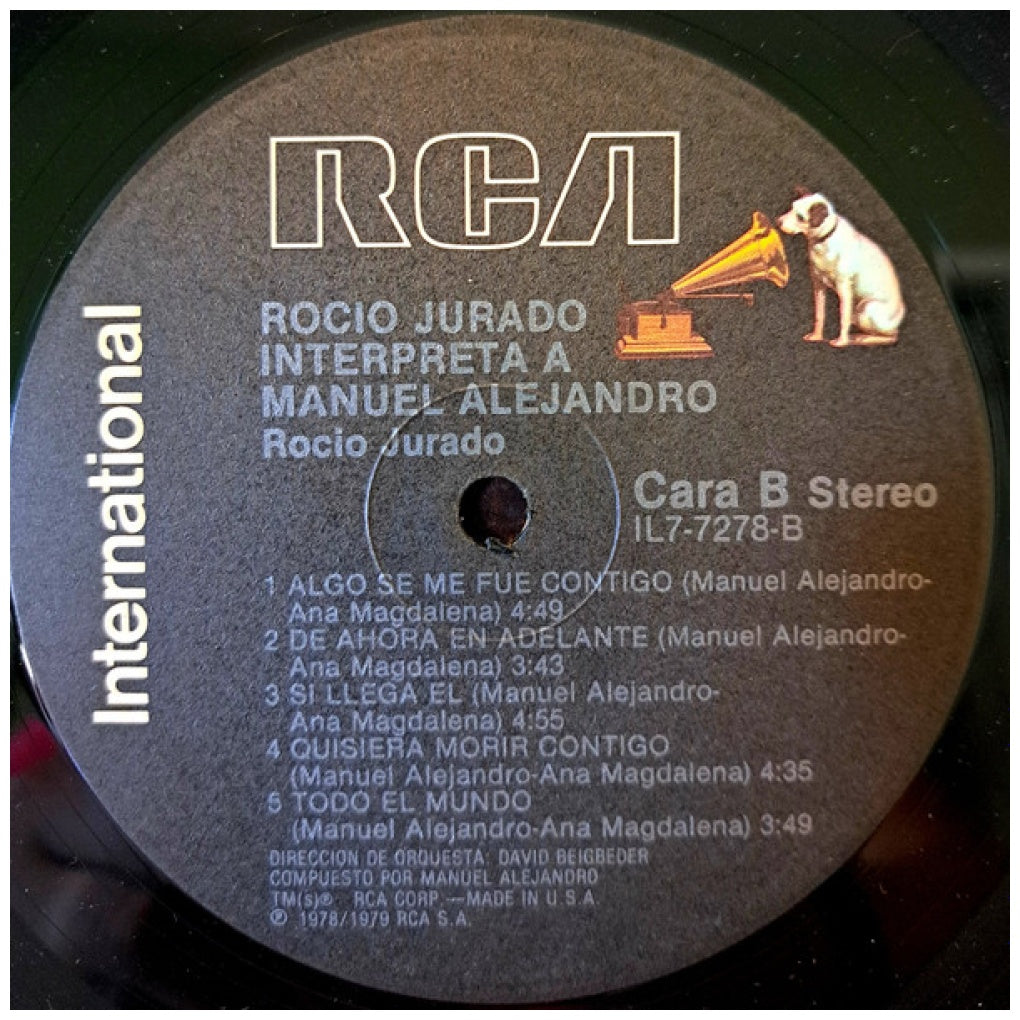 RCA
International
ROCIO JURADO
INTERPRETA A
MANUEL ALEJANDRO
Rocio Jurado
Cara B Stereo
IL7-7278-B
1 ALGO SE ME FUE CONTIGO (Manuel Alejandro-
Ana Magdalena) 4:49
2 DE AHORA EN ADELANTE (Manuel Alejandro-
Ana Magdalena) 3:43
3 SI LLEGA EL (Manuel Alejandro-
Ana Magdalena) 4:55
4 QUISIERA MORIR CONTIGO
(Manuel Alejandro-Ana Magdalena) 4:35
5 TODO EL MUNDO
(Manuel Alejandro-Ana Magdalena) 3:49
DIRECCION DE ORQUESTA: DAVID BEIGBEDER
COMPUESTO POR MANUEL ALEJANDRO
TM(s)® RCA CORP.—MADE IN U.S.A.
℗ 1978/1979 RCA S.A.